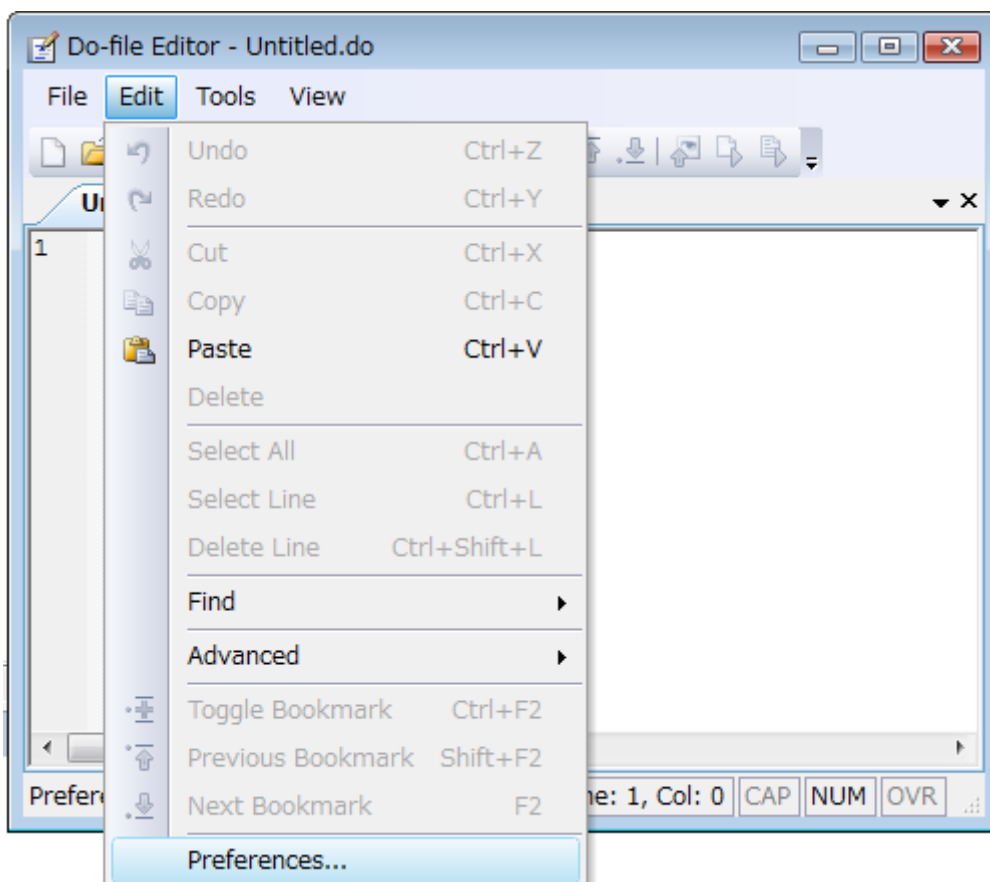 Do-file Editor - Untitled.do
File Edit Tools View
Undo Ctrl+Z
Redo Ctrl+Y
1
Cut Ctrl+X
Copy Ctrl+C
Paste Ctrl+V
Delete
Select All Ctrl+A
Select Line Ctrl+L
Delete Line Ctrl+Shift+L
Find
Advanced
Toggle Bookmark Ctrl+F2
Previous Bookmark Shift+F2
Next Bookmark F2
1, Col: 0 CAP NUM OVR
Preferences...